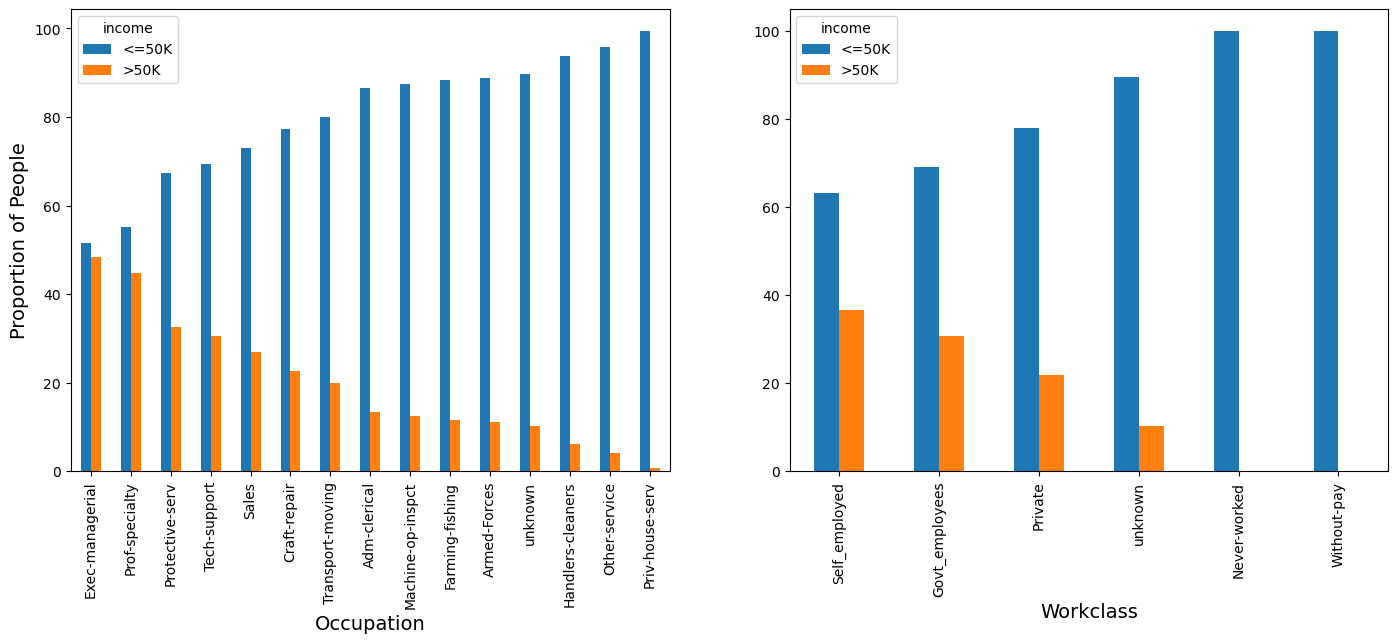 income
<=50K
>50K
100
80
60
40
20
0
Proportion of People
Exec-managerial
Prof-specialty
Protective-serv
Tech-support
Sales
Craft-repair
Transport-moving
Adm-clerical
Machine-op-inspct
Farming-fishing
Armed-Forces
unknown
Handlers-cleaners
Other-service
Priv-house-serv
Occupation
income
<=50K
>50K
100
80
60
40
20
0
Self_employed
Govt_employees
Private
unknown
Never-worked
Without-pay
Workclass